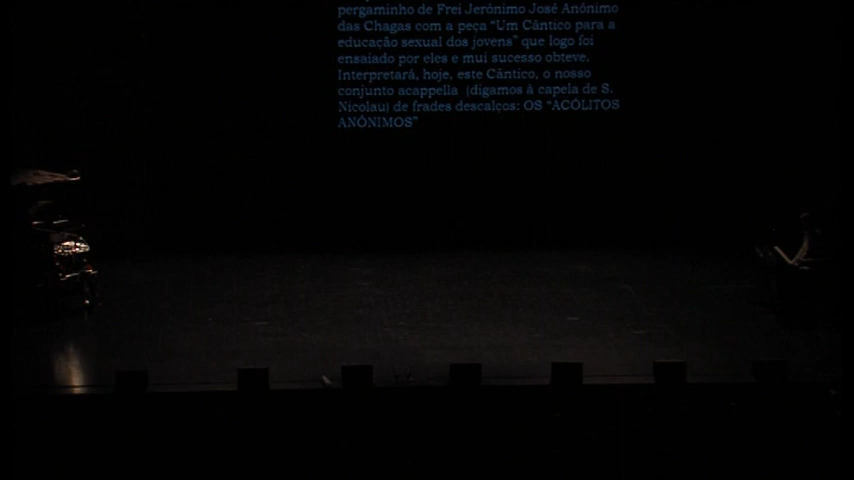 pergaminho de Frei Jerónimo José Anónimo
das Chagas com a peça “Um Cântico para a
educação sexual dos jovens” que logo foi
ensaiado por eles e mui sucesso obteve.
Interpretará, hoje, este Cântico, o nosso
conjunto acappella (digamos à capela de S.
Nicolau) de frades descalços: OS “ACÓLITOS
ANÓNIMOS”